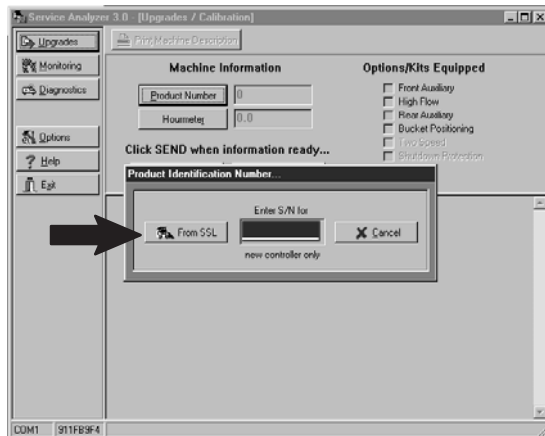 Service Analyzer 3.0 - [Upgrades / Calibration]
Upgrades
Print Machine Description
Monitoring
Diagnostics
Options
Help
Exit
Machine Information
Product Number
0
Hourmeter
0.0
Click SEND when information ready...
Options/Kits Equipped
Front Auxiliary
High Flow
Rear Auxiliary
Bucket Positioning
Two Speed
Shutdown Protection
Product Identification Number...
From SSL
Enter S/N for
new controller only
Cancel
COM1
911FB9F4